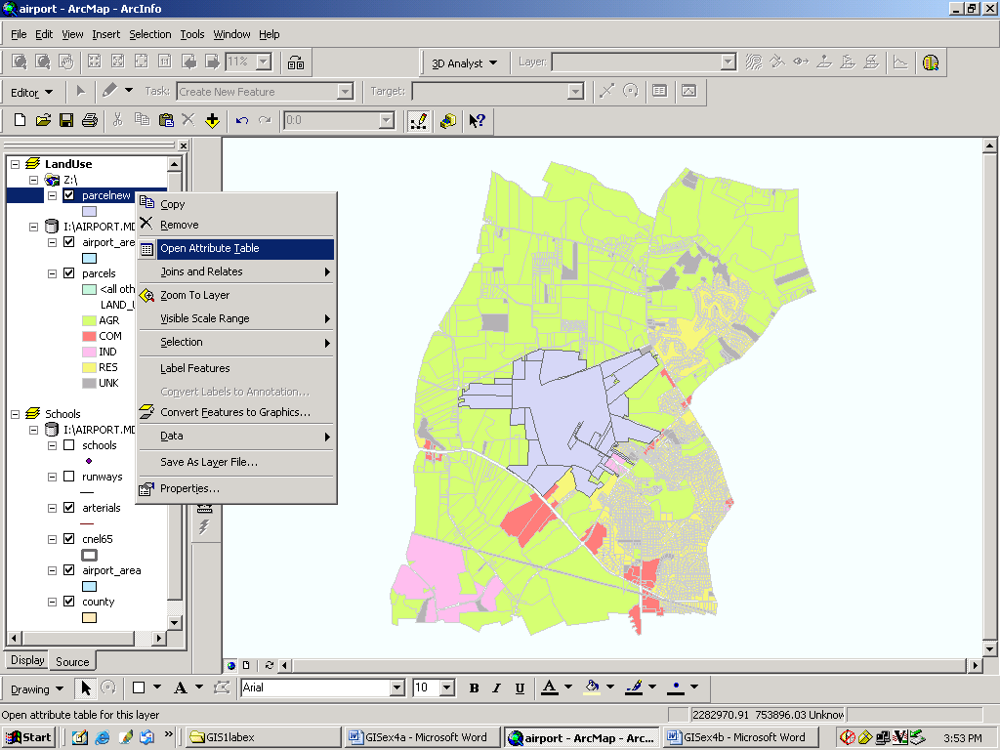 airport - ArcMap - ArcInfo
File Edit View Insert Selection Tools Window Help
11%
3D Analyst
Layer:
Editor
Task: Create New Feature
Target:
0:0
LandUse
Z:\
parcelnew
I:\AIRPORT.MD
airport_are
parcels
<all oth
LAND_U
AGR
COM
IND
RES
UNK
Schools
I:\AIRPORT.MD
schools
runways
arterials
cnel65
airport_area
county
Copy
Remove
Open Attribute Table
Joins and Relates
Zoom To Layer
Visible Scale Range
Selection
Label Features
Convert Labels to Annotation...
Convert Features to Graphics...
Data
Save As Layer File...
Properties...
Display Source
Drawing
A
Arial
10
B I U
A
Open attribute table for this layer
2282970.91 753896.03 Unknow
Start
GIS1labex
GISex4a - Microsoft Word
airport - ArcMap - Arc...
GISex4b - Microsoft Word
3:53 PM